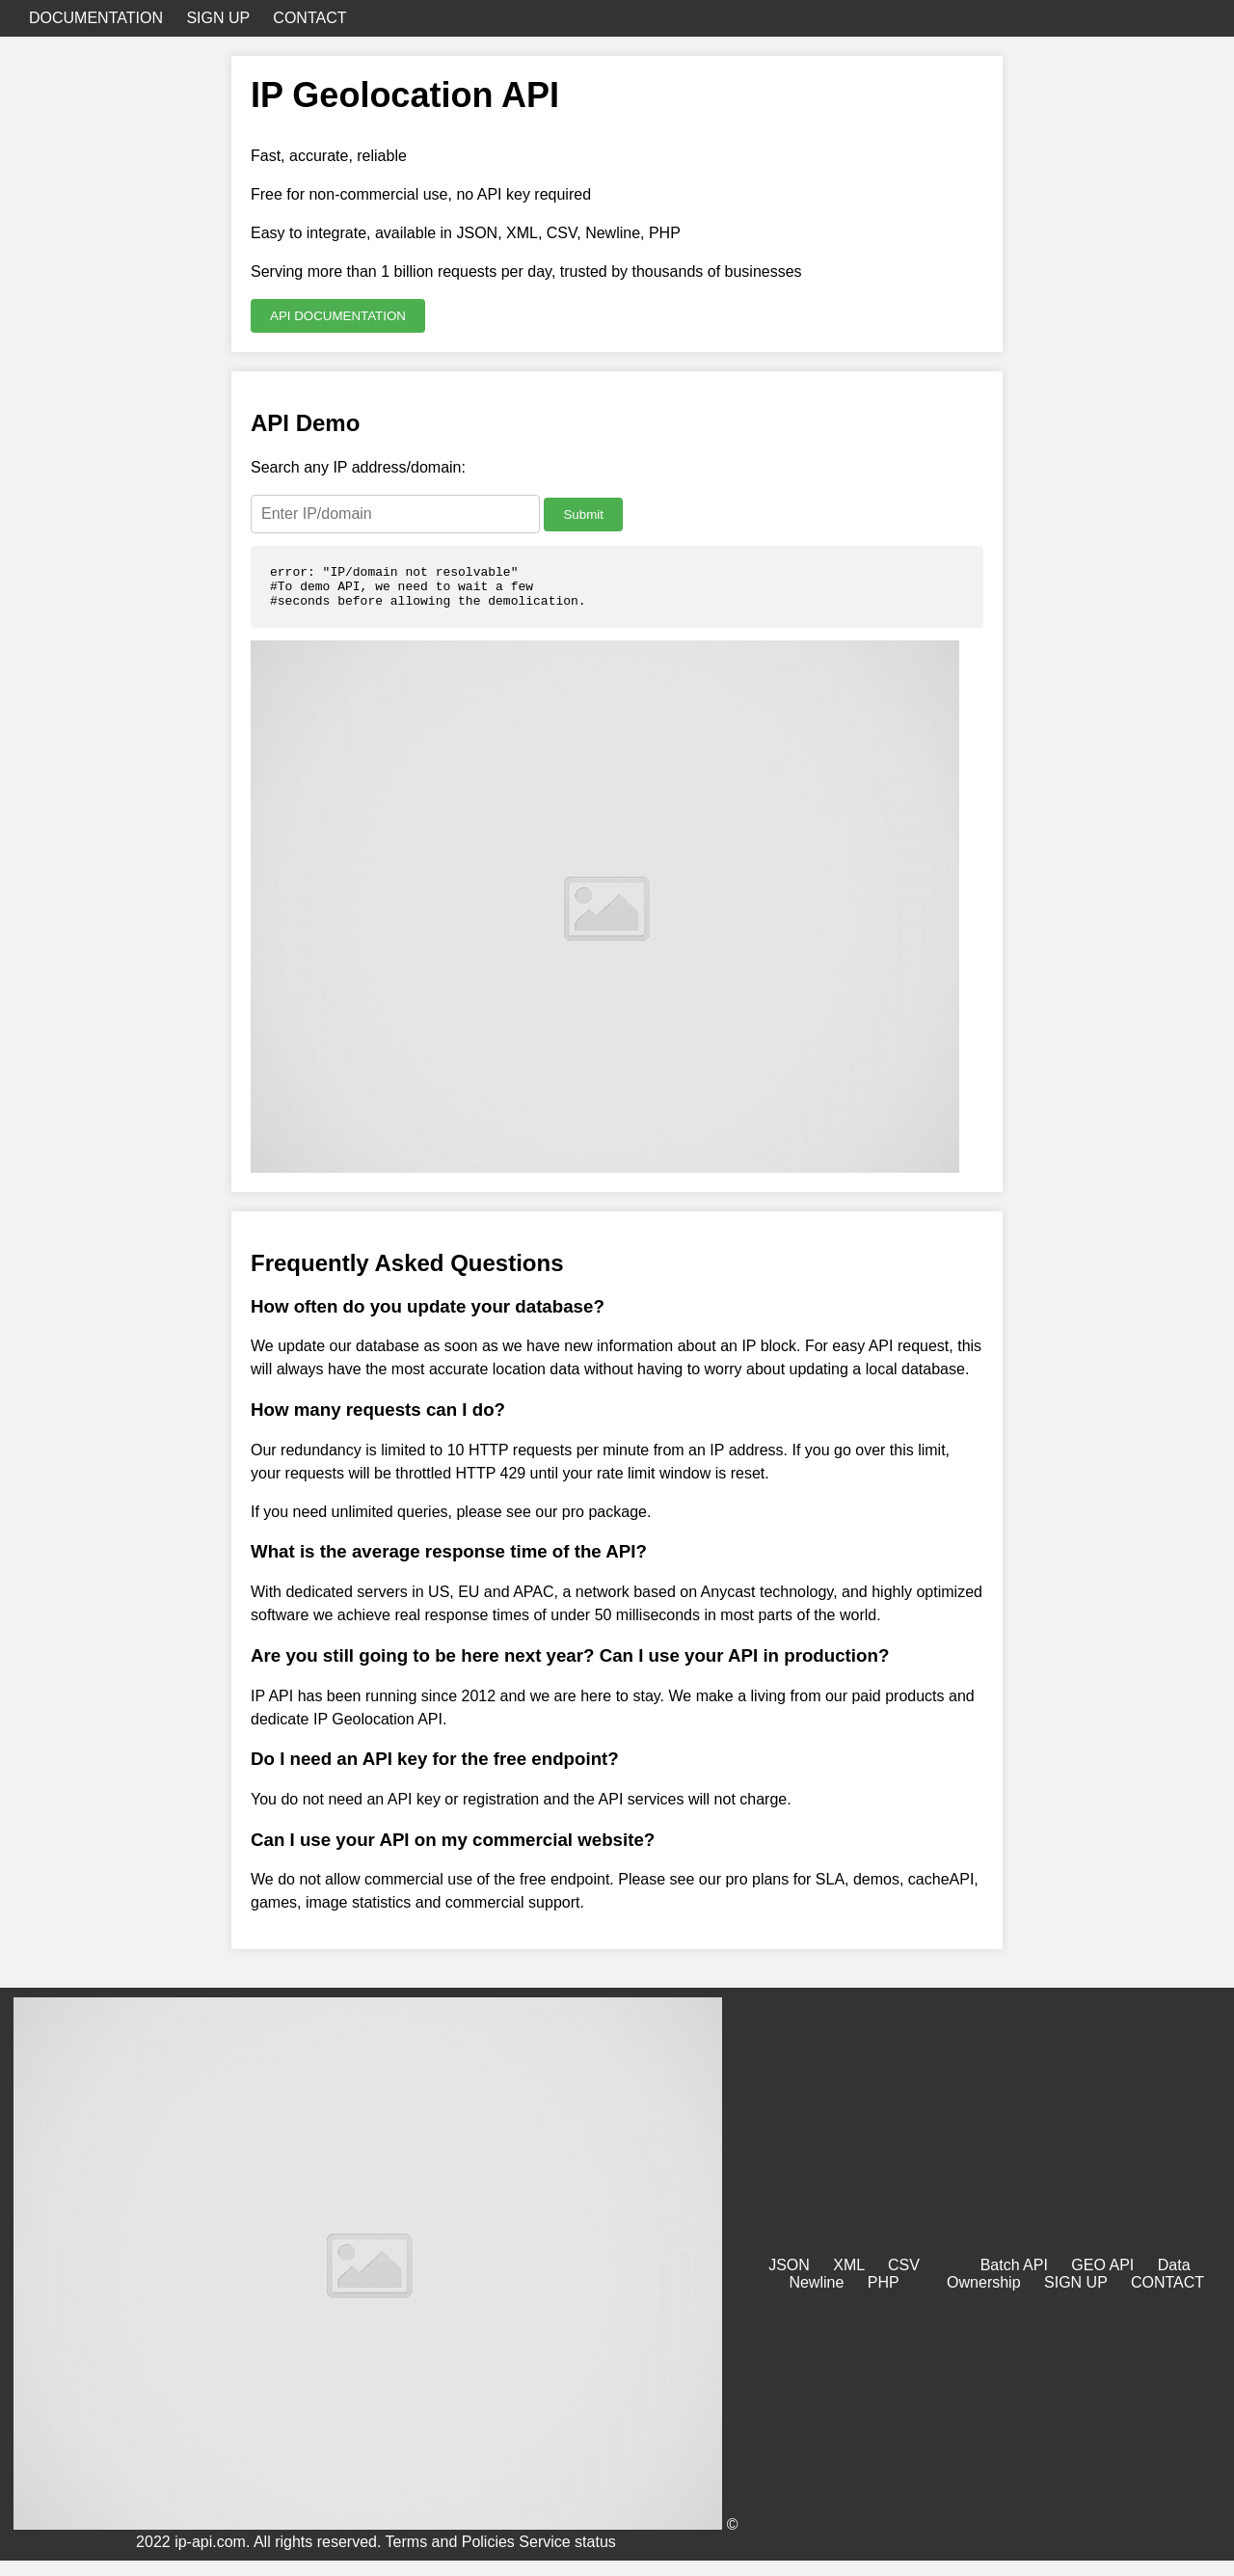 DOCUMENTATION SIGN UP CONTACT
IP Geolocation API
Fast, accurate, reliable
Free for non-commercial use, no API key required
Easy to integrate, available in JSON, XML, CSV, Newline, PHP
Serving more than 1 billion requests per day, trusted by thousands of businesses
API DOCUMENTATION
API Demo
Search any IP address/domain:
Enter IP/domain Submit
error: "IP/domain not resolvable"
#To demo API, we need to wait a few
#seconds before allowing the demolication.
Frequently Asked Questions
How often do you update your database?
We update our database as soon as we have new information about an IP block. For easy API request, this
will always have the most accurate location data without having to worry about updating a local database.
How many requests can I do?
Our redundancy is limited to 10 HTTP requests per minute from an IP address. If you go over this limit,
your requests will be throttled HTTP 429 until your rate limit window is reset.
If you need unlimited queries, please see our pro package.
What is the average response time of the API?
With dedicated servers in US, EU and APAC, a network based on Anycast technology, and highly optimized
software we achieve real response times of under 50 milliseconds in most parts of the world.
Are you still going to be here next year? Can I use your API in production?
IP API has been running since 2012 and we are here to stay. We make a living from our paid products and
dedicate IP Geolocation API.
Do I need an API key for the free endpoint?
You do not need an API key or registration and the API services will not charge.
Can I use your API on my commercial website?
We do not allow commercial use of the free endpoint. Please see our pro plans for SLA, demos, cacheAPI,
games, image statistics and commercial support.
©
2022 ip-api.com. All rights reserved. Terms and Policies Service status
JSON XML CSV
Newline PHP
Batch API GEO API Data
Ownership SIGN UP CONTACT